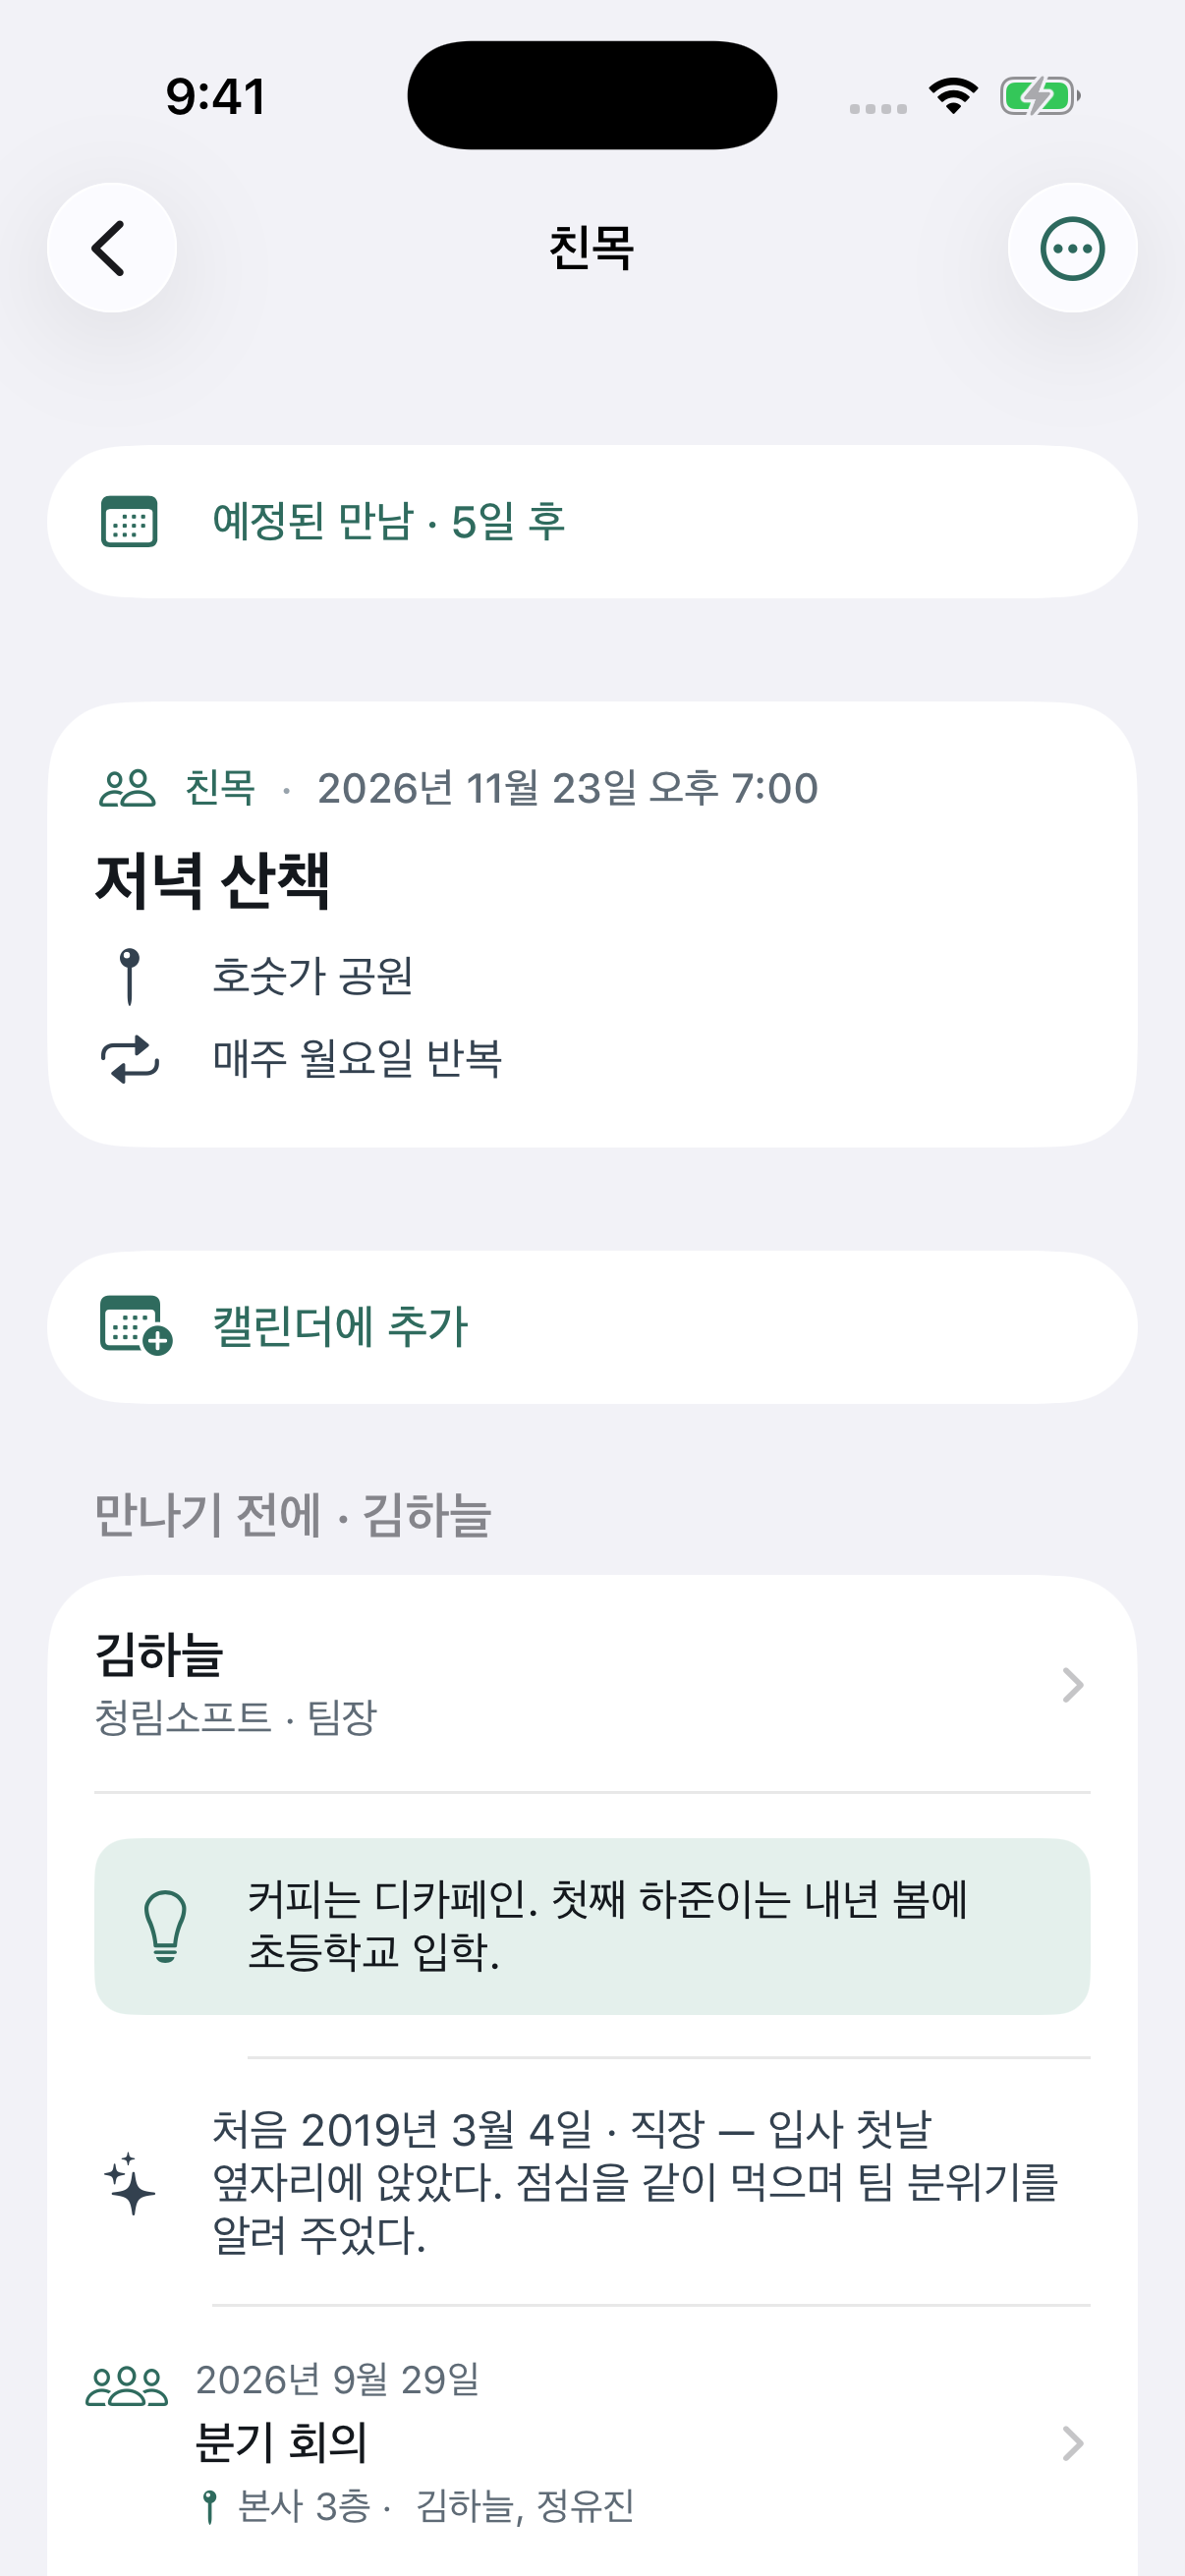 9:41
친목
예정된 만남 · 5일 후
친목 · 2026년 11월 23일 오후 7:00
저녁 산책
호숫가 공원
매주 월요일 반복
캘린더에 추가
만나기 전에 · 김하늘
김하늘
청림소프트 · 팀장
커피는 디카페인. 첫째 하준이는 내년 봄에
초등학교 입학.
처음 2019년 3월 4일 · 직장 — 입사 첫날
옆자리에 앉았다. 점심을 같이 먹으며 팀 분위기를
알려 주었다.
2026년 9월 29일
분기 회의
본사 3층 · 김하늘, 정유진